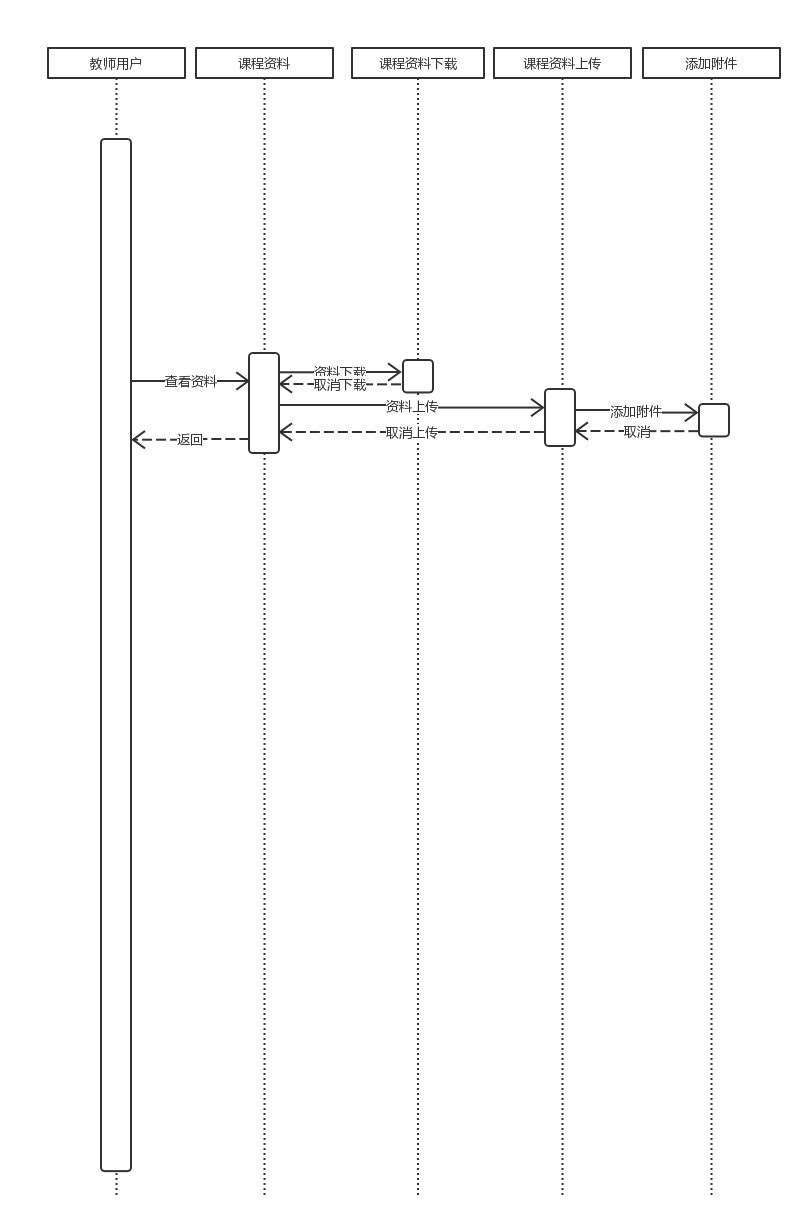 教师用户
课程资料
课程资料下载
课程资料上传
添加附件
资料下载
查看资料
取消下载
资料上传
添加附件
取消上传
取消
返回